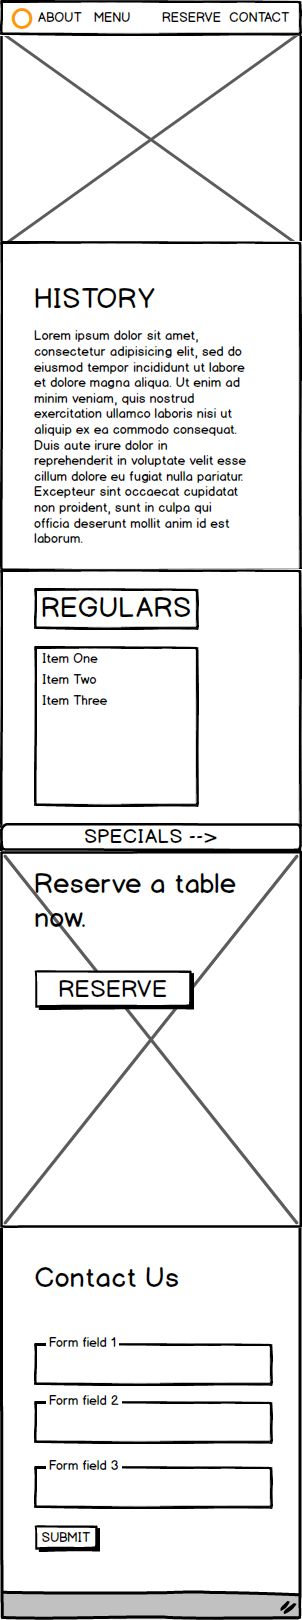 ABOUT MENU RESERVE CONTACT
HISTORY
Lorem ipsum dolor sit amet,
consectetur adipisicing elit, sed do
eiusmod tempor incididunt ut labore
et dolore magna aliqua. Ut enim ad
minim veniam, quis nostrud
exercitation ullamco laboris nisi ut
aliquip ex ea commodo consequat.
Duis aute irure dolor in
reprehenderit in voluptate velit esse
cillum dolore eu fugiat nulla pariatur.
Excepteur sint occaecat cupidatat
non proident, sunt in culpa qui
officia deserunt mollit anim id est
laborum.
REGULARS
Item One
Item Two
Item Three
SPECIALS -->
Reserve a table
now.
RESERVE
Contact Us
Form field 1
Form field 2
Form field 3
SUBMIT